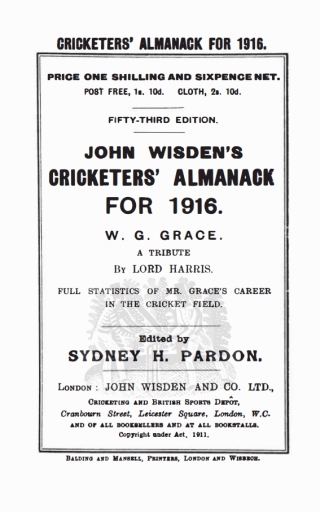 CRICKETERS' ALMANACK FOR 1916.
PRICE ONE SHILLING AND SIXPENCE NET.
POST FREE, 1s. 10d. CLOTH, 2s. 10d.
FIFTY-THIRD EDITION.
JOHN WISDEN'S
CRICKETERS' ALMANACK
FOR 1916.
W. G. GRACE.
A TRIBUTE
BY LORD HARRIS.
FULL STATISTICS OF MR. GRACE'S CAREER
IN THE CRICKET FIELD.
Edited by
SYDNEY H. PARDON.
LONDON: JOHN WISDEN AND CO. LTD.,
CRICKETING AND BRITISH SPORTS DEPÔT,
Cranbourn Street, Leicester Square, London, W.C.
AND OF ALL BOOKSELLERS AND AT ALL BOOKSTALLS.
Copyright under Act, 1911.
BALDING AND MANSELL, PRINTERS, LONDON AND WISBECH.